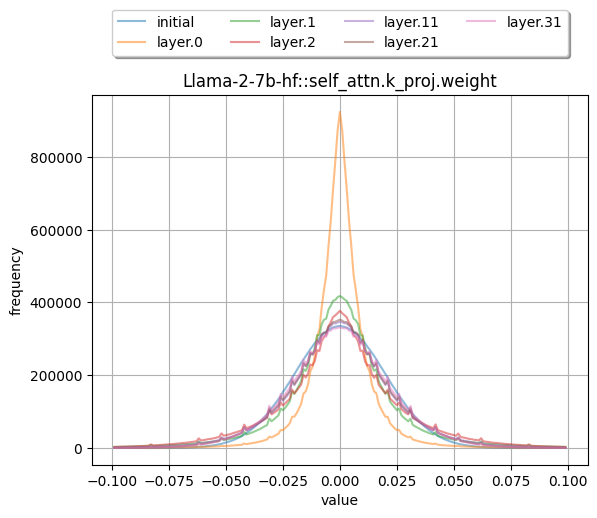 initial layer.1 layer.11 layer.31
layer.0 layer.2 layer.21
Llama-2-7b-hf::self_attn.k_proj.weight
800000
600000
frequency
400000
200000
0
−0.100 −0.075 −0.050 −0.025 0.000 0.025 0.050 0.075 0.100
value